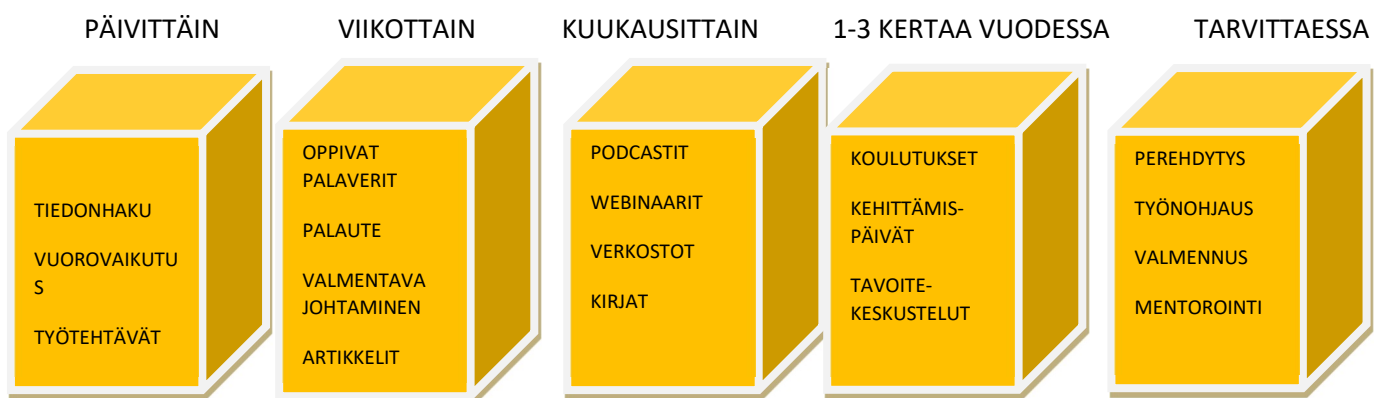 PÄIVITTÄIN
VIIKOTTAIN
KUUKAUSITTAIN
1-3 KERTAA VUODESSA
TARVITTAESSA
TIEDONHAKU
VUOROVAIKUTU
S
TYÖTEHTÄVÄT
OPPIVAT
PALAVERIT
PALAUTE
VALMENTAVA
JOHTAMINEN
ARTIKKELIT
PODCASTIT
WEBINAARIT
VERKOSTOT
KIRJAT
KOULUTUKSET
KEHITTÄMIS-
PÄIVÄT
TAVOITE-
KESKUSTELUT
PEREHDYTYS
TYÖNOHJAUS
VALMENNUS
MENTOROINTI